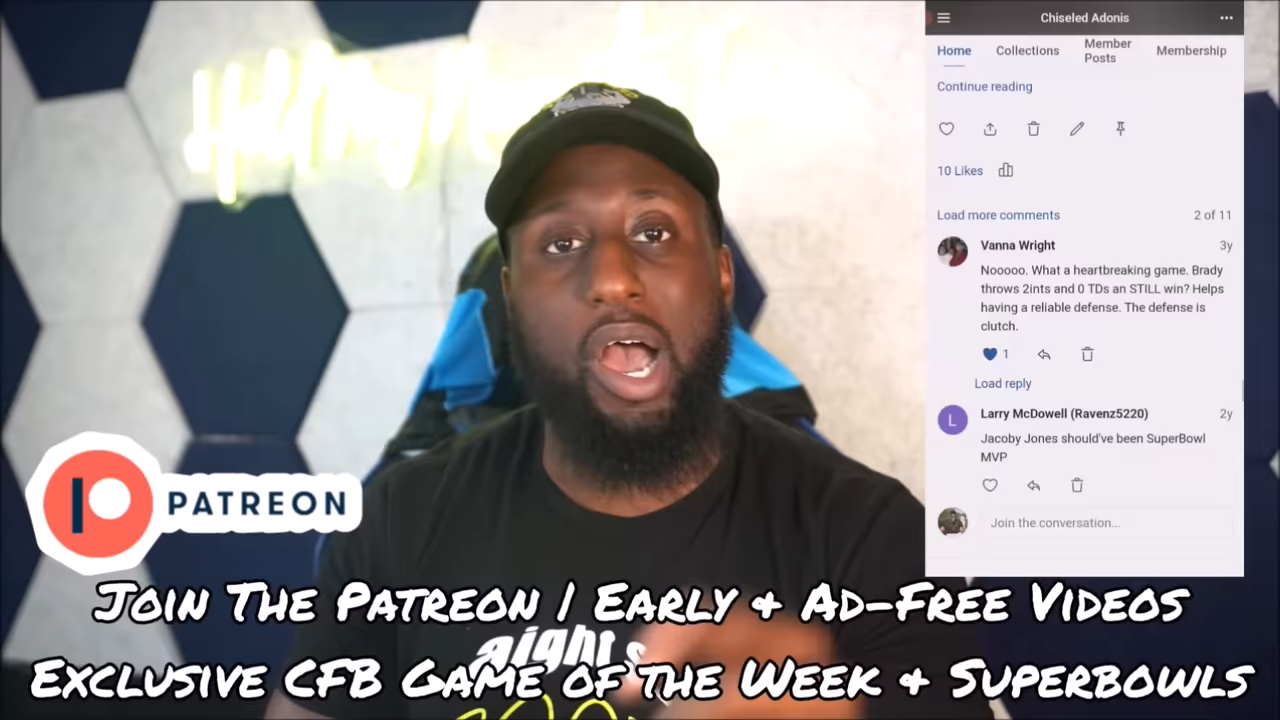 Chiseled Adonis
Home
Collections
Member
Posts
Membership
Continue reading
10 Likes
Load more comments
2 of 11
Vanna Wright
3y
Nooooo. What a heartbreaking game. Brady
throws 2ints and 0 TDs an STILL win? Helps
having a reliable defense. The defense is
clutch.
1
Load reply
L
Larry McDowell (Ravenz5220)
2y
Jacoby Jones should've been SuperBowl
MVP
Join the conversation...
PATREON
Join The Patreon | Early & Ad-Free Videos
Exclusive CFB Game of the Week & Superbowls